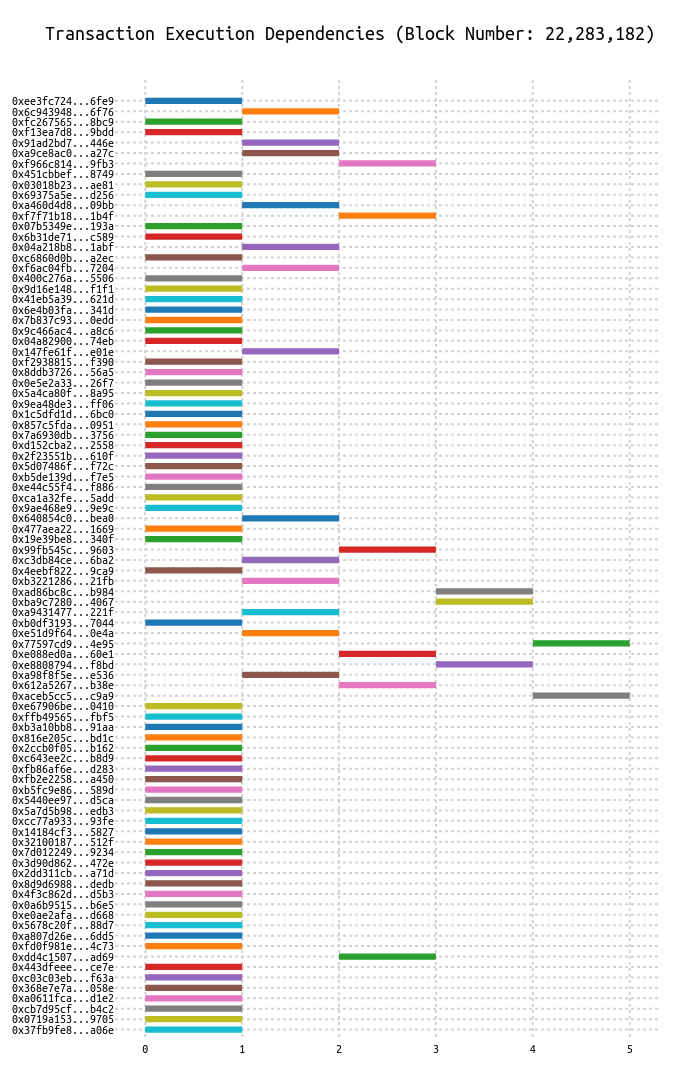 Transaction Execution Dependencies (Block Number: 22,283,182)
0xee3fc724...6fe9
0x6c943948...6f76
0xfc267565...8bc9
0xf13ea7d8...9bdd
0x91ad2bd7...446e
0xa9ce8ac0...a27c
0xf966c814...9fb3
0x451cbbef...8749
0x03018b23...ae81
0x69375a5e...d256
0xa460d4d8...09bb
0xf7f71b18...1b4f
0x07b5349e...193a
0x6b31de71...c589
0x04a218b8...1abf
0xc6860d0b...a2ec
0xf6ac04fb...7204
0x400c276a...5506
0x9d16e148...f1f1
0x41eb5a39...621d
0x6e4b03fa...341d
0x7b837c93...0edd
0x9c466ac4...a8c6
0x04a82900...74eb
0x147fe61f...e01e
0xf2938815...f390
0x8ddb3726...56a5
0x0e5e2a33...26f7
0x5a4ca80f...8a95
0x9ea48de3...ff06
0x1c5dfd1d...6bc0
0x857c5fda...0951
0x7a6930db...3756
0xd152cba2...2558
0x2f23551b...610f
0x5d07486f...f72c
0xb5de139d...f7e5
0xe44c55f4...f886
0xca1a32fe...5add
0x9ae468e9...9e9c
0x640854c0...bea0
0x477aea22...1669
0x19e39be8...340f
0x99fb545c...9603
0xc3db84ce...6ba2
0x4eebf822...9ca9
0xb3221286...21fb
0xad86bc8c...b984
0xba9c7280...4067
0xa9431477...221f
0xb0df3193...7044
0xe51d9f64...0e4a
0x77597cd9...4e95
0xe088ed0a...60e1
0xe8808794...f8bd
0xa98f8f5e...e536
0x612a5267...b38e
0xaceb5cc5...c9a9
0xe67906be...0410
0xffb49565...fbf5
0xb3a10bb8...91aa
0x816e205c...bd1c
0x2ccb0f05...b162
0xc643ee2c...b8d9
0xfb86af6e...d283
0xfb2e2258...a450
0xb5fc9e86...589d
0x5440ee97...d5ca
0x5a7d5b98...edb3
0xcc77a933...93fe
0x14184cf3...5827
0x32100187...512f
0x7d012249...9234
0x3d90d862...472e
0x2dd311cb...a71d
0x8d9d6988...dedb
0x4f3c862d...d5b3
0x0a6b9515...b6e5
0xe0ae2afa...d668
0x5678c20f...88d7
0xa807d26e...6dd5
0xfd0f981e...4c73
0xdd4c1507...ad69
0x443dfeee...ce7e
0xc03c03eb...f63a
0x368e7e7a...058e
0xa0611fca...d1e2
0xcb7d95cf...b4c2
0x0719a153...9705
0x37fb9fe8...a06e
0 1 2 3 4 5